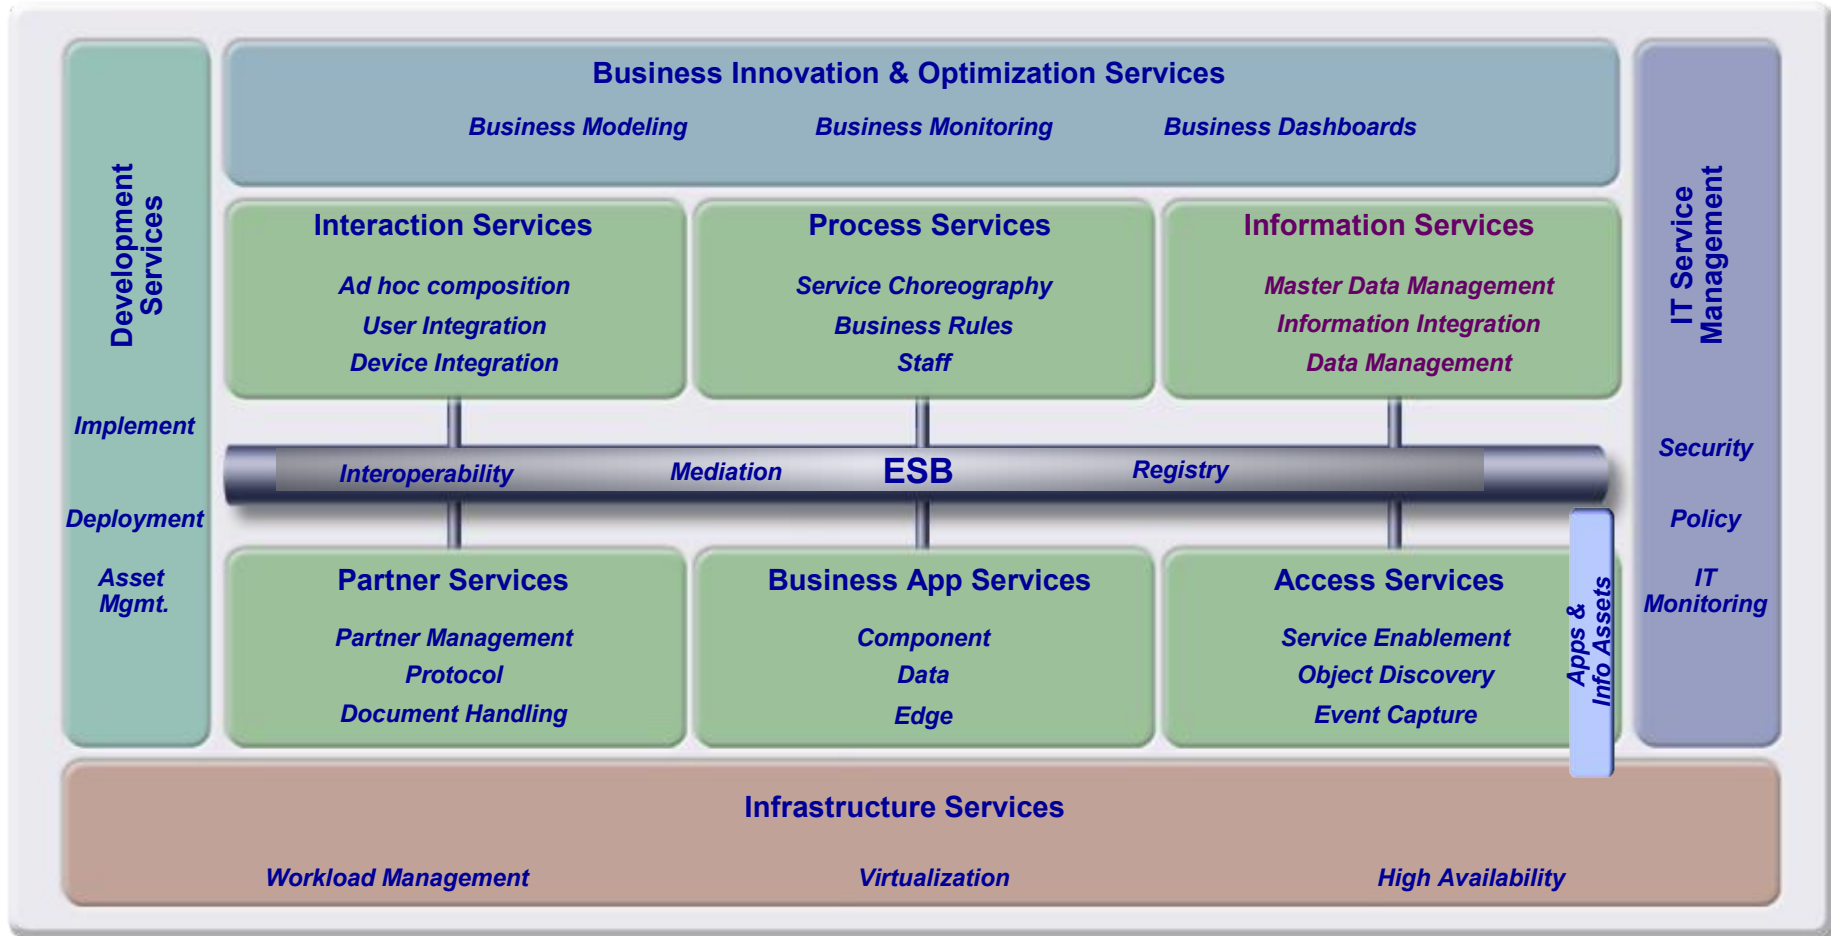 Business Innovation & Optimization Services
Business Modeling
Business Monitoring
Business Dashboards
Development
Services
Implement
Deployment
Asset
Mgmt.
Interaction Services
Ad hoc composition
User Integration
Device Integration
Process Services
Service Choreography
Business Rules
Staff
Information Services
Master Data Management
Information Integration
Data Management
IT Service
Management
Security
Policy
IT
Monitoring
Interoperability
Mediation
ESB
Registry
Partner Services
Partner Management
Protocol
Document Handling
Business App Services
Component
Data
Edge
Access Services
Service Enablement
Object Discovery
Event Capture
Apps &
Info Assets
Infrastructure Services
Workload Management
Virtualization
High Availability